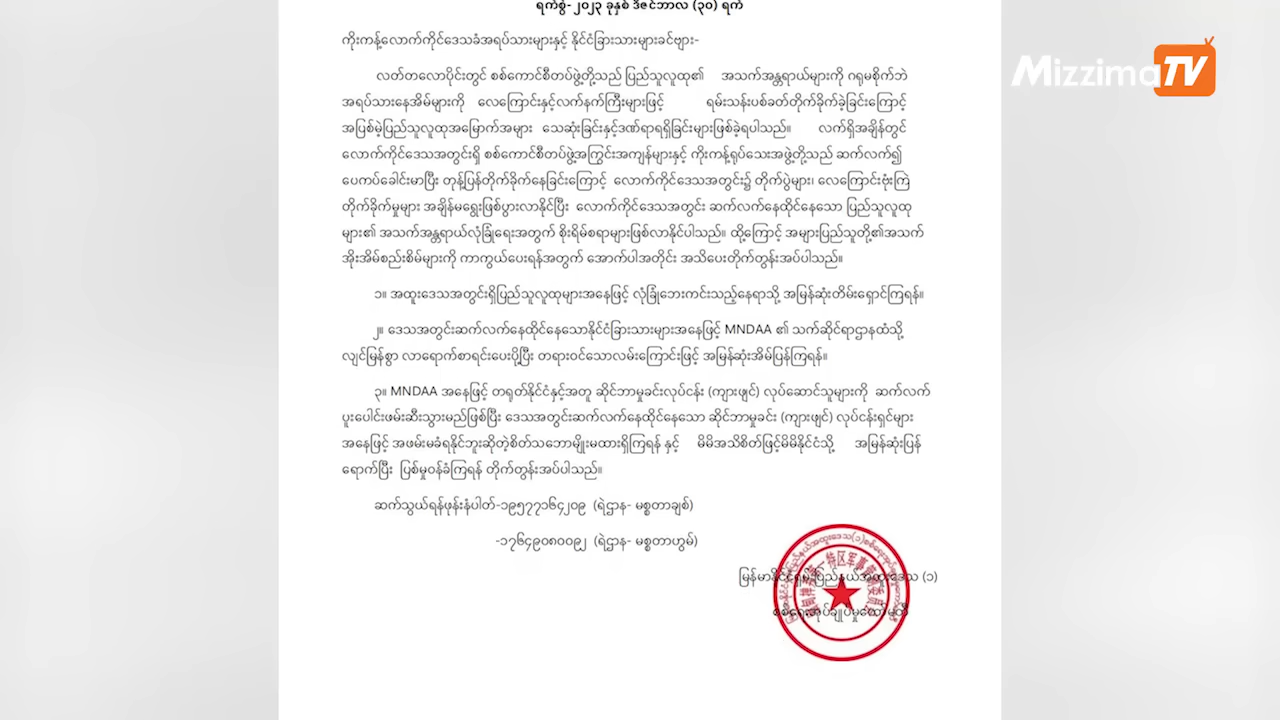 ရက်စွဲ-၂၀၂၃ ခုနှစ် ဒီဇင်ဘာလ (၃၀) ရက်
Mizzima TV
ကိုးကန့်လောက်ကိုင်ဒေသခံအရပ်သားများနှင့် နိုင်ငံခြားသားများခင်ဗျား-
လတ်တလောပိုင်းတွင် စစ်ကောင်စီတပ်ဖွဲ့တို့သည် ပြည်သူလူထု၏ အသက်အန္တရာယ်များကို ဂရုမစိုက်ဘဲ
အရပ်သားနေအိမ်များကို လေကြောင်းနှင့်လက်နက်ကြီးများဖြင့် ရမ်းသန်းပစ်ခတ်တိုက်ခိုက်ခဲ့ခြင်းကြောင့်
အပြစ်မဲ့ပြည်သူလူထုအမြောက်အများ သေဆုံးခြင်းနှင့်ဒဏ်ရာရရှိခြင်းများဖြစ်ခဲ့ရပါသည်။ လက်ရှိအချိန်တွင်
လောက်ကိုင်ဒေသအတွင်းရှိ စစ်ကောင်စီတပ်ဖွဲ့အကြွင်းအကျန်များနှင့် ကိုးကန့်ရုပ်သေးအဖွဲ့တို့သည် ဆက်လက်၍
ပေကပ်ခေါင်းမာပြီး တုန့်ပြန်တိုက်ခိုက်နေခြင်းကြောင့် လောက်ကိုင်ဒေသအတွင်း၌ တိုက်ပွဲများ၊ လေကြောင်းဗုံးကြဲ
တိုက်ခိုက်မှုများ အချိန်မရွေးဖြစ်ပွားလာနိုင်ပြီး လောက်ကိုင်ဒေသအတွင်း ဆက်လက်နေထိုင်နေသော ပြည်သူလူထု
များ၏ အသက်အန္တရာယ်လုံခြုံရေးအတွက် စိုးရိမ်စရာများဖြစ်လာနိုင်ပါသည်။ ထို့ကြောင့် အများပြည်သူတို့၏အသက်
အိုးအိမ်စည်းစိမ်များကို ကာကွယ်ပေးရန်အတွက် အောက်ပါအတိုင်း အသိပေးတိုက်တွန်းအပ်ပါသည်။
၁။ အထူးဒေသအတွင်းရှိပြည်သူလူထုများအနေဖြင့် လုံခြုံဘေးကင်းသည့်နေရာသို့ အမြန်ဆုံးတိမ်းရှောင်ကြရန်။
၂။ ဒေသအတွင်းဆက်လက်နေထိုင်နေသောနိုင်ငံခြားသားများအနေဖြင့် MNDAA ၏ သက်ဆိုင်ရာဌာနထံသို့
လျင်မြန်စွာ လာရောက်စာရင်းပေးပို့ပြီး တရားဝင်သောလမ်းကြောင်းဖြင့် အမြန်ဆုံးအိမ်ပြန်ကြရန်။
၃။ MNDAA အနေဖြင့် တရုတ်နိုင်ငံနှင့်အတူ ဆိုင်ဘာမှုခင်းလုပ်ငန်း (ကျားဖျင်) လုပ်ဆောင်သူများကို ဆက်လက်
ပူးပေါင်းဖမ်းဆီးသွားမည်ဖြစ်ပြီး ဒေသအတွင်းဆက်လက်နေထိုင်နေသော ဆိုင်ဘာမှုခင်း (ကျားဖျင်) လုပ်ငန်းရှင်များ
အနေဖြင့် အဖမ်းမခံရနိုင်ဘူးဆိုတဲ့စိတ်သဘောမျိုးမထားရှိကြရန် နှင့် မိမိအသိစိတ်ဖြင့်မိမိနိုင်ငံသို့ အမြန်ဆုံးပြန်
ရောက်ပြီး ပြစ်မှုဝန်ခံကြရန် တိုက်တွန်းအပ်ပါသည်။
ဆက်သွယ်ရန်ဖုန်းနံပါတ်-၁၉၅၇၇၁၆၄၂၀၉ (ရဲဌာန- မစ္စတာချစ်)
-၁၇၆၄၉၀၈၀၀၉၂ (ရဲဌာန- မစ္စတာဟွမ်)
မြန်မာနိုင်ငံရှမ်းပြည်နယ်အထူးဒေသ (၁)